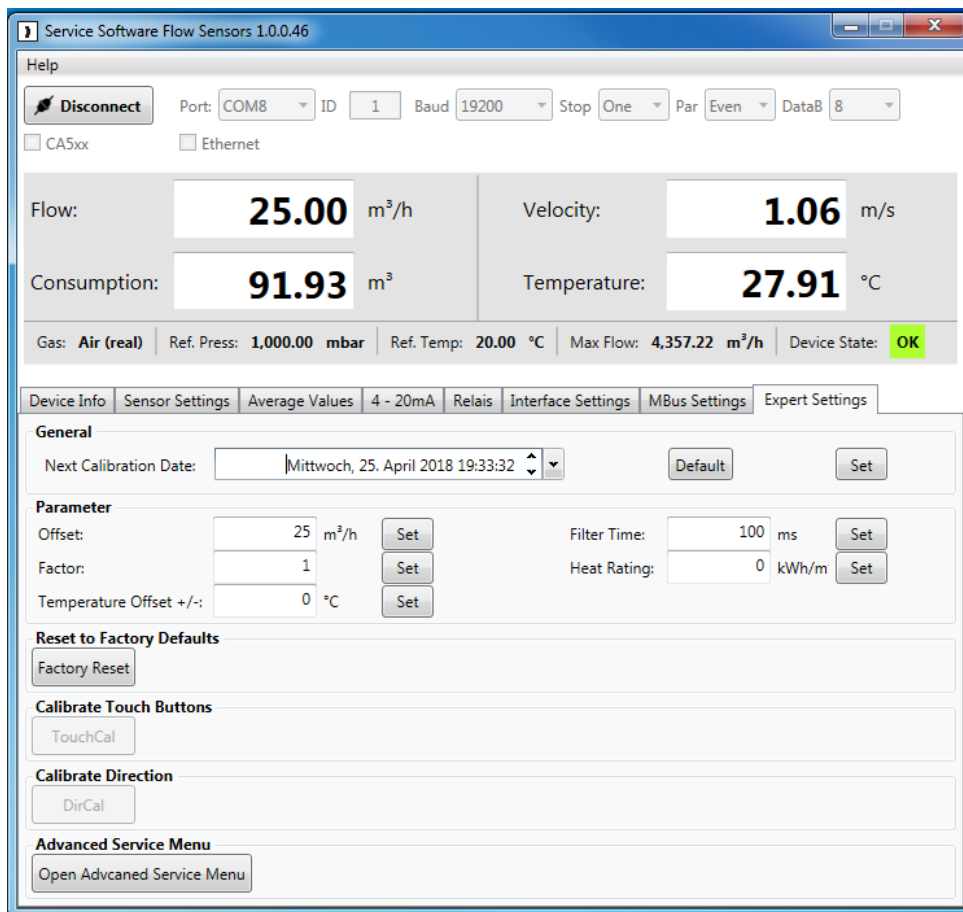 Service Software Flow Sensors 1.0.0.46
Help
Disconnect Port: COM8 ID 1 Baud 19200 Stop One Par Even DataB 8
CA5xx Ethernet
Flow: 25.00 m³/h Velocity: 1.06 m/s
Consumption: 91.93 m³ Temperature: 27.91 °C
Gas: Air (real) Ref. Press: 1,000.00 mbar Ref. Temp: 20.00 °C Max Flow: 4,357.22 m³/h Device State: OK
Device Info Sensor Settings Average Values 4 - 20mA Relais Interface Settings MBus Settings Expert Settings
General
Next Calibration Date: Mittwoch, 25. April 2018 19:33:32 Default Set
Parameter
Offset: 25 m³/h Set Filter Time: 100 ms Set
Factor: 1 Set Heat Rating: 0 kWh/m Set
Temperature Offset +/-: 0 °C Set
Reset to Factory Defaults
Factory Reset
Calibrate Touch Buttons
TouchCal
Calibrate Direction
DirCal
Advanced Service Menu
Open Advcaned Service Menu